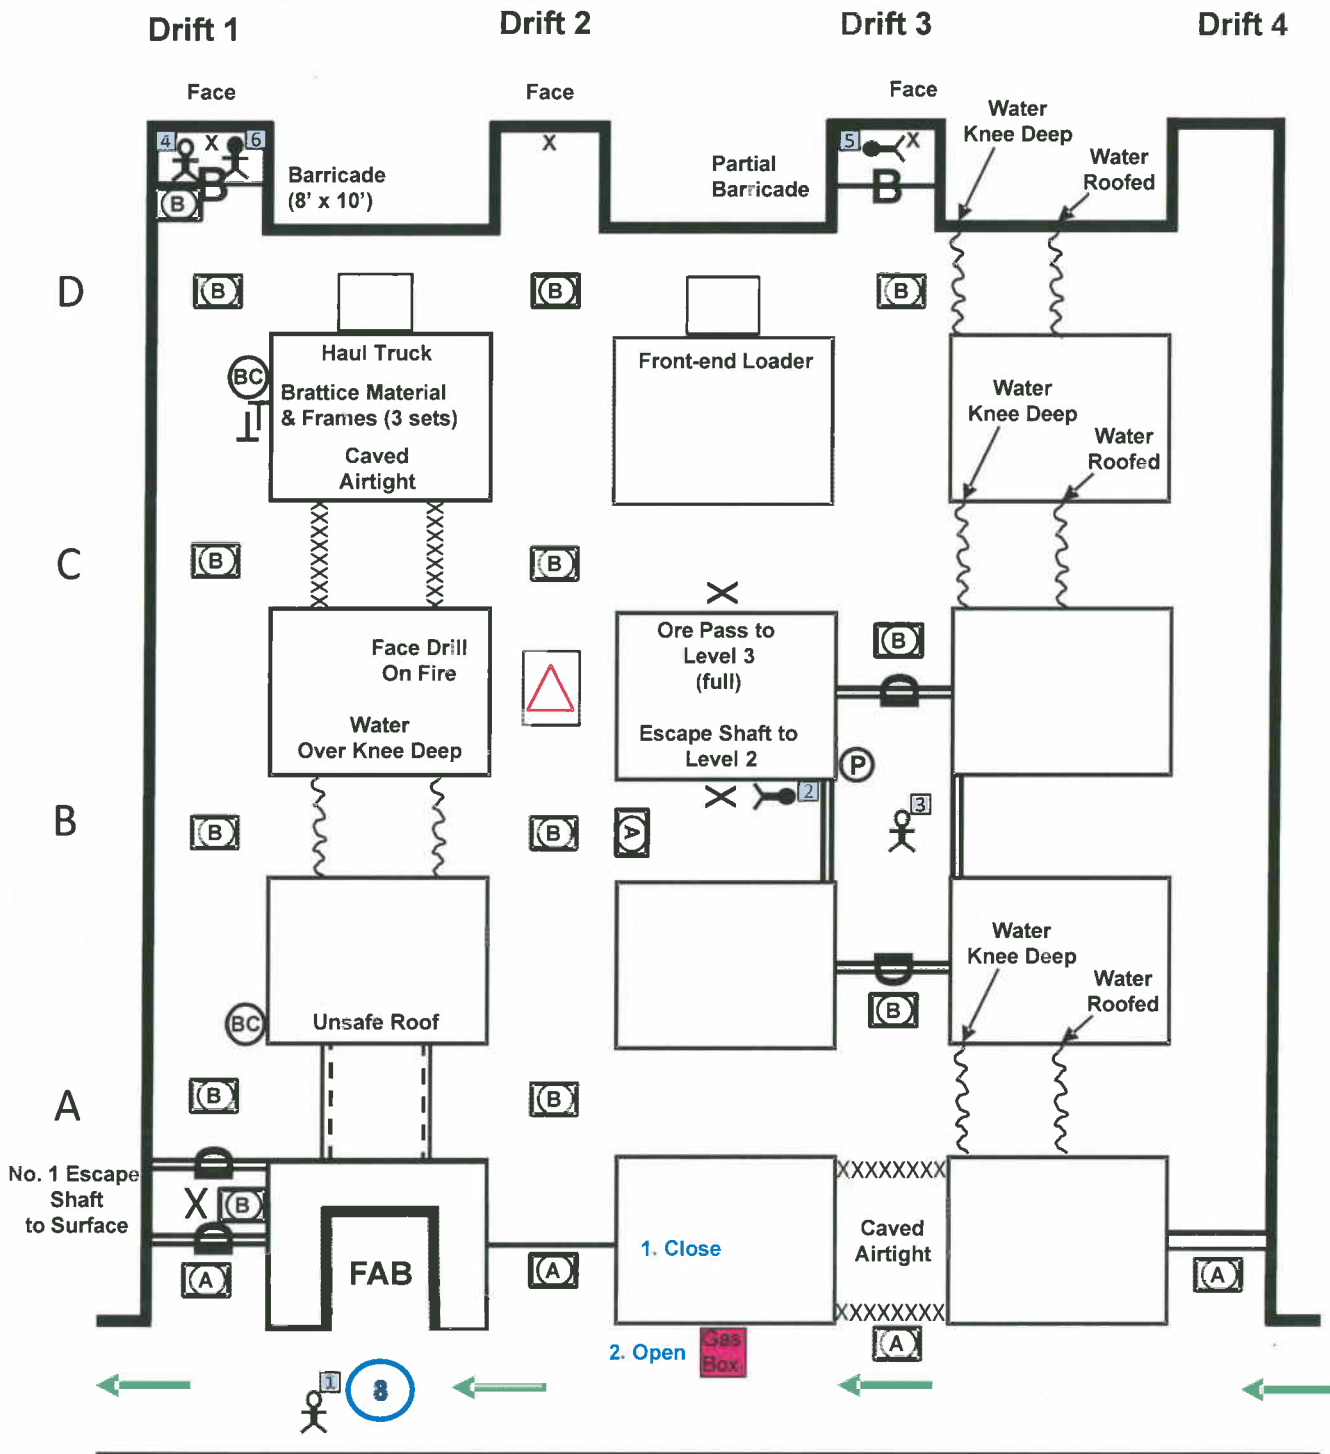 Drift 1
Drift 2
Drift 3
Drift 4
Face
Face
Face
Water
Knee Deep
Water
Roofed
4
X
6
X
5
X
B
B
Barricade
(8' x 10')
Partial
Barricade
B
D
B
B
B
Haul Truck
Brattice Material
& Frames (3 sets)
Caved
Airtight
BC
Front-end Loader
Water
Knee Deep
Water
Roofed
C
B
B
X
Face Drill
On Fire
Water
Over Knee Deep
Ore Pass to
Level 3
(full)
Escape Shaft to
Level 2
B
D
P
X
2
3
B
B
B
A
D
B
Water
Knee Deep
Water
Roofed
BC
Unsafe Roof
A
B
B
D
No. 1 Escape
Shaft
to Surface
X
B
D
A
FAB
A
1. Close
XXXXXXXX
Caved
Airtight
XXXXXXXX
A
A
2. Open
Gas
Box
1
8